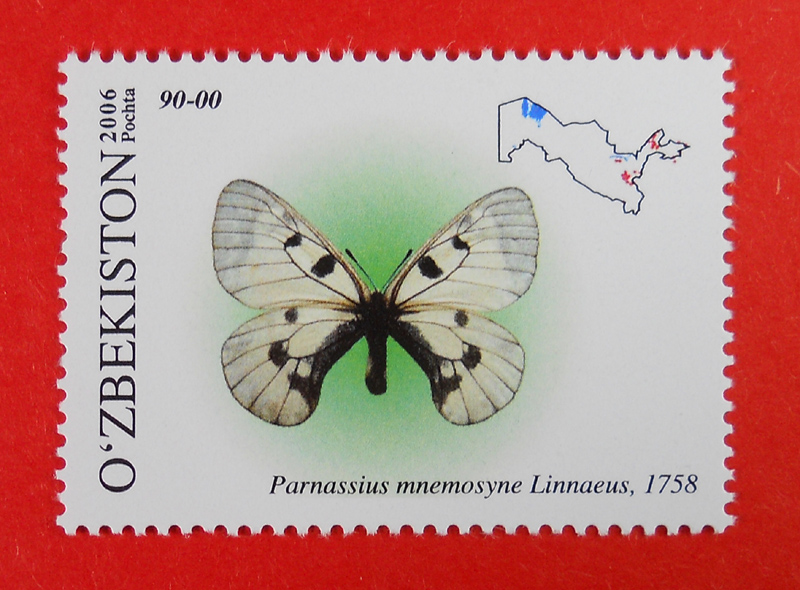 O‘ZBEKISTON
2006
Pochta
90-00
Parnassius mnemosyne Linnaeus, 1758